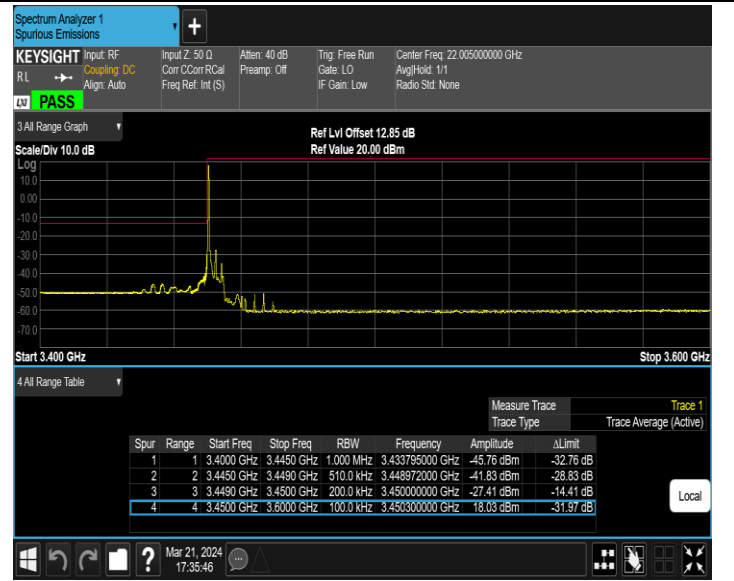 Spectrum Analyzer 1
Spurious Emissions
+
KEYSIGHT
RL
LXI
PASS
Input: RF
Coupling: DC
Align: Auto
Input Z: 50 Ω
Corr CCorr RCal
Freq Ref: Int (S)
Atten: 40 dB
Preamp: Off
Trig: Free Run
Gate: LO
IF Gain: Low
Center Freq: 22.005000000 GHz
Avg|Hold: 1/1
Radio Std: None
3 All Range Graph
Scale/Div 10.0 dB
Ref Lvl Offset 12.85 dB
Ref Value 20.00 dBm
Log
10.0
0.00
-10.0
-20.0
-30.0
-40.0
-50.0
-60.0
-70.0
Start 3.400 GHz
Stop 3.600 GHz
4 All Range Table
Measure Trace Trace 1
Trace Type Trace Average (Active)
Spur Range Start Freq Stop Freq RBW Frequency Amplitude ΔLimit
1 1 3.4000 GHz 3.4450 GHz 1.000 MHz 3.433795000 GHz -45.76 dBm -32.76 dB
2 2 3.4450 GHz 3.4490 GHz 510.0 kHz 3.448972000 GHz -41.83 dBm -28.83 dB
3 3 3.4490 GHz 3.4500 GHz 200.0 kHz 3.450000000 GHz -27.41 dBm -14.41 dB
4 4 3.4500 GHz 3.6000 GHz 100.0 kHz 3.450300000 GHz 18.03 dBm -31.97 dB
Local
?
Mar 21, 2024
17:35:46